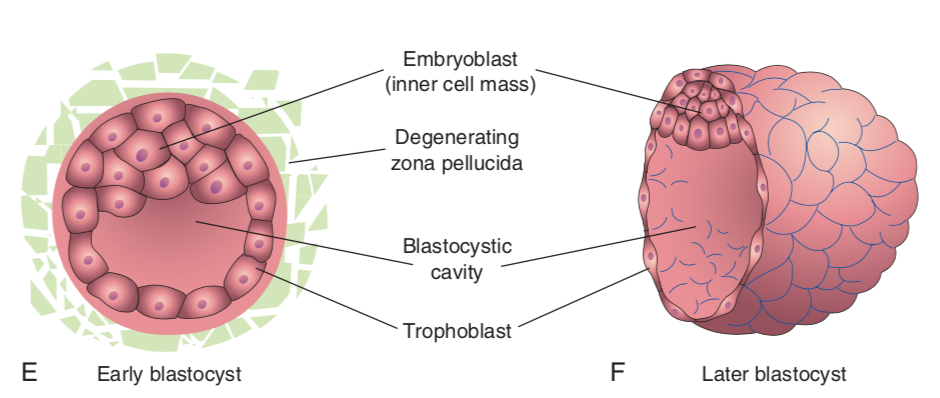 Embryoblast
(inner cell mass)
Degenerating
zona pellucida
Blastocystic
cavity
Trophoblast
E Early blastocyst
F Later blastocyst